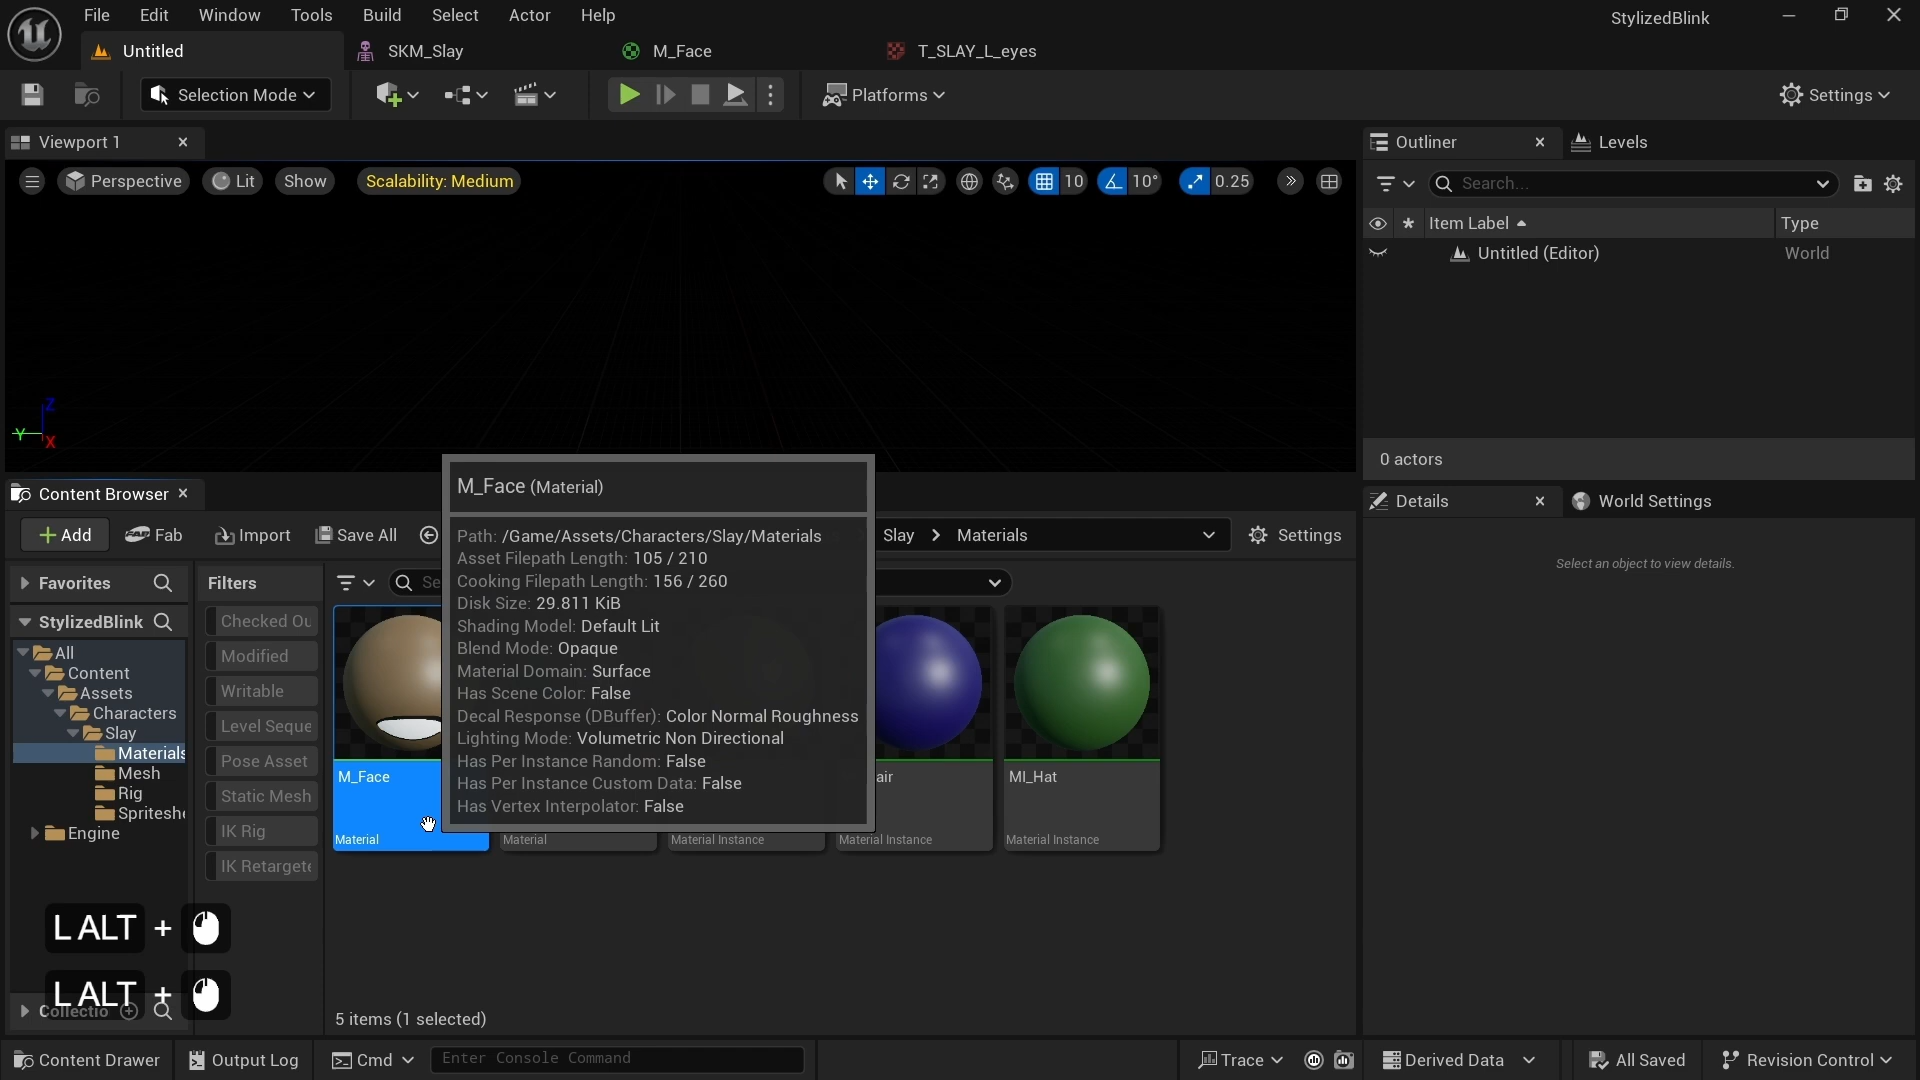 File Edit Window Tools Build Select Actor Help
StylizedBlink
Untitled
SKM_Slay
M_Face
T_SLAY_L_eyes
Selection Mode
Platforms
Settings
Viewport 1
Perspective
Lit
Show
Scalability: Medium
10
10°
0.25
Z
Y
X
Outliner
Levels
Search...
Item Label
Type
Untitled (Editor)
World
0 actors
Details
World Settings
Select an object to view details.
Content Browser
Add
Fab
Import
Save All
Slay
Materials
Settings
Favorites
StylizedBlink
All
Content
Assets
Characters
Slay
Materials
Mesh
Rig
Spriteshe
Engine
Filters
Checked Ou
Modified
Writable
Level Seque
Pose Asset
Static Mesh
IK Rig
IK Retargete
Se
M_Face (Material)
Path: /Game/Assets/Characters/Slay/Materials
Asset Filepath Length: 105 / 210
Cooking Filepath Length: 156 / 260
Disk Size: 29.811 KiB
Shading Model: Default Lit
Blend Mode: Opaque
Material Domain: Surface
Has Scene Color: False
Decal Response (DBuffer): Color Normal Roughness
Lighting Mode: Volumetric Non Directional
Has Per Instance Random: False
Has Per Instance Custom Data: False
Has Vertex Interpolator: False
M_Face
Material
Material
Material Instance
air
Material Instance
MI_Hat
Material Instance
L ALT +
L ALT +
Collectio
5 items (1 selected)
Content Drawer
Output Log
Cmd
Enter Console Command
Trace
Derived Data
All Saved
Revision Control